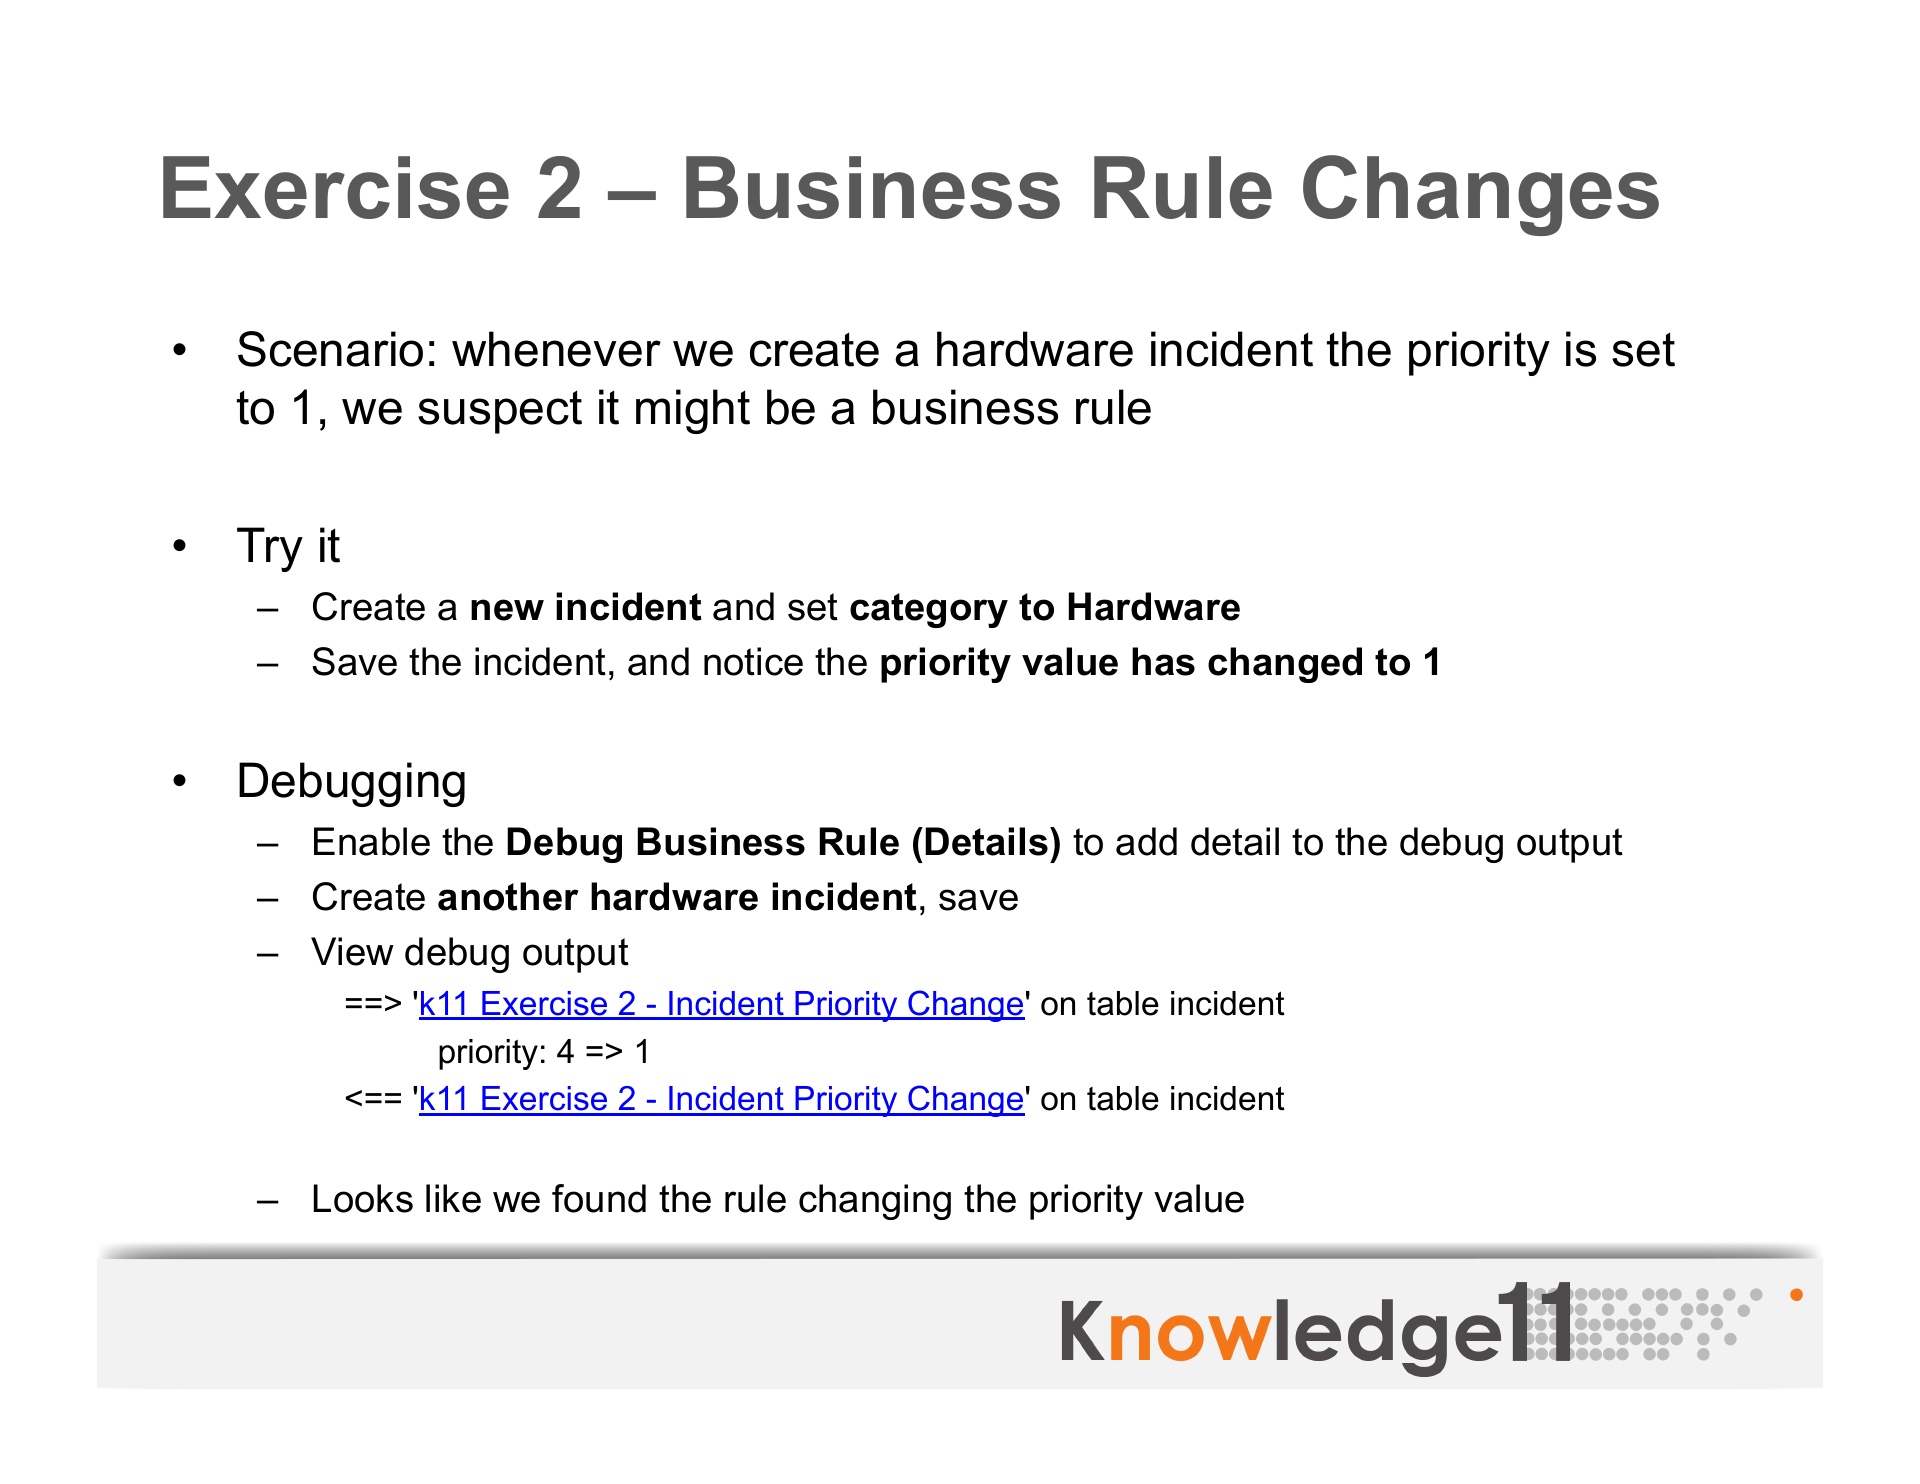 Exercise 2 – Business Rule Changes
• Scenario: whenever we create a hardware incident the priority is set
to 1, we suspect it might be a business rule
• Try it
– Create a new incident and set category to Hardware
– Save the incident, and notice the priority value has changed to 1
• Debugging
– Enable the Debug Business Rule (Details) to add detail to the debug output
– Create another hardware incident, save
– View debug output
==> 'k11 Exercise 2 - Incident Priority Change' on table incident
priority: 4 => 1
<== 'k11 Exercise 2 - Incident Priority Change' on table incident
– Looks like we found the rule changing the priority value
Knowledge11